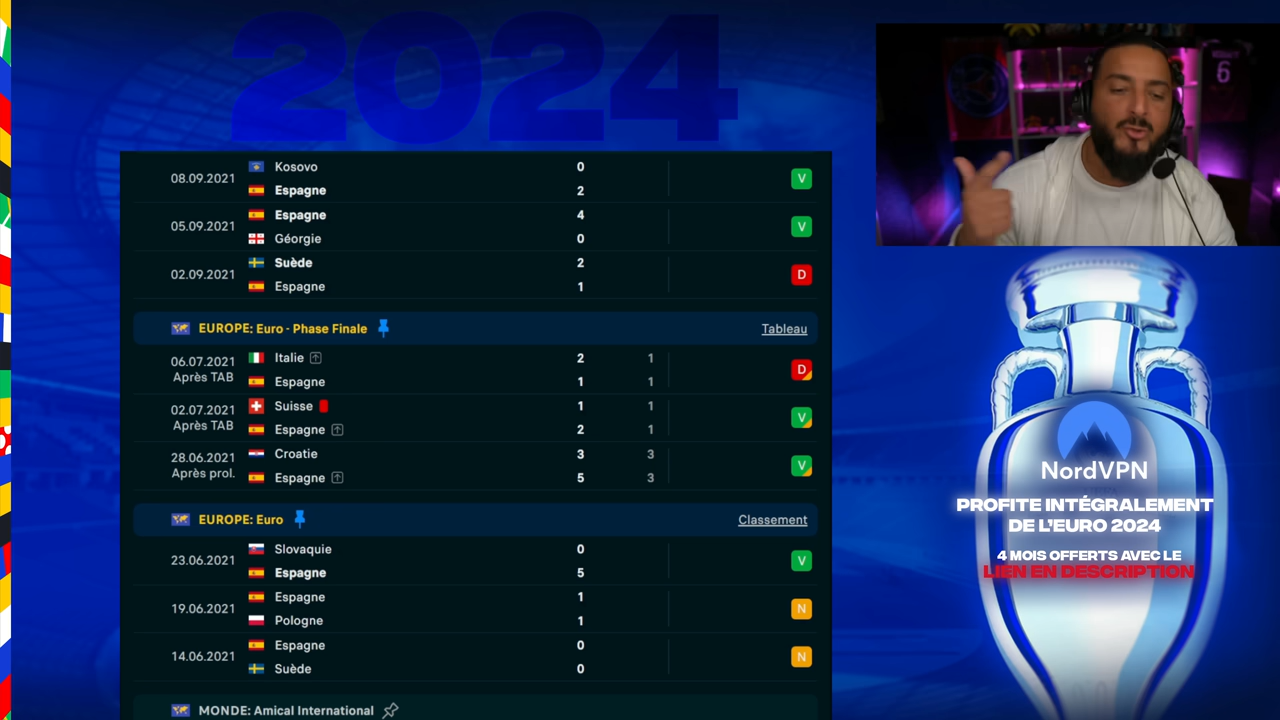 2024
08.09.2021
Kosovo 0
Espagne 2
V
05.09.2021
Espagne 4
Géorgie 0
V
02.09.2021
Suède 2
Espagne 1
D
EUROPE: Euro - Phase Finale
Tableau
06.07.2021
Après TAB
Italie 2 1
Espagne 1 1
D
02.07.2021
Après TAB
Suisse 1 1
Espagne 2 1
V
28.06.2021
Après prol.
Croatie 3 3
Espagne 5 3
V
EUROPE: Euro
Classement
23.06.2021
Slovaquie 0
Espagne 5
V
19.06.2021
Espagne 1
Pologne 1
N
14.06.2021
Espagne 0
Suède 0
N
MONDE: Amical International
6
NordVPN
PROFITE INTÉGRALEMENT
DE L'EURO 2024
4 MOIS OFFERTS AVEC LE
LIEN EN DESCRIPTION